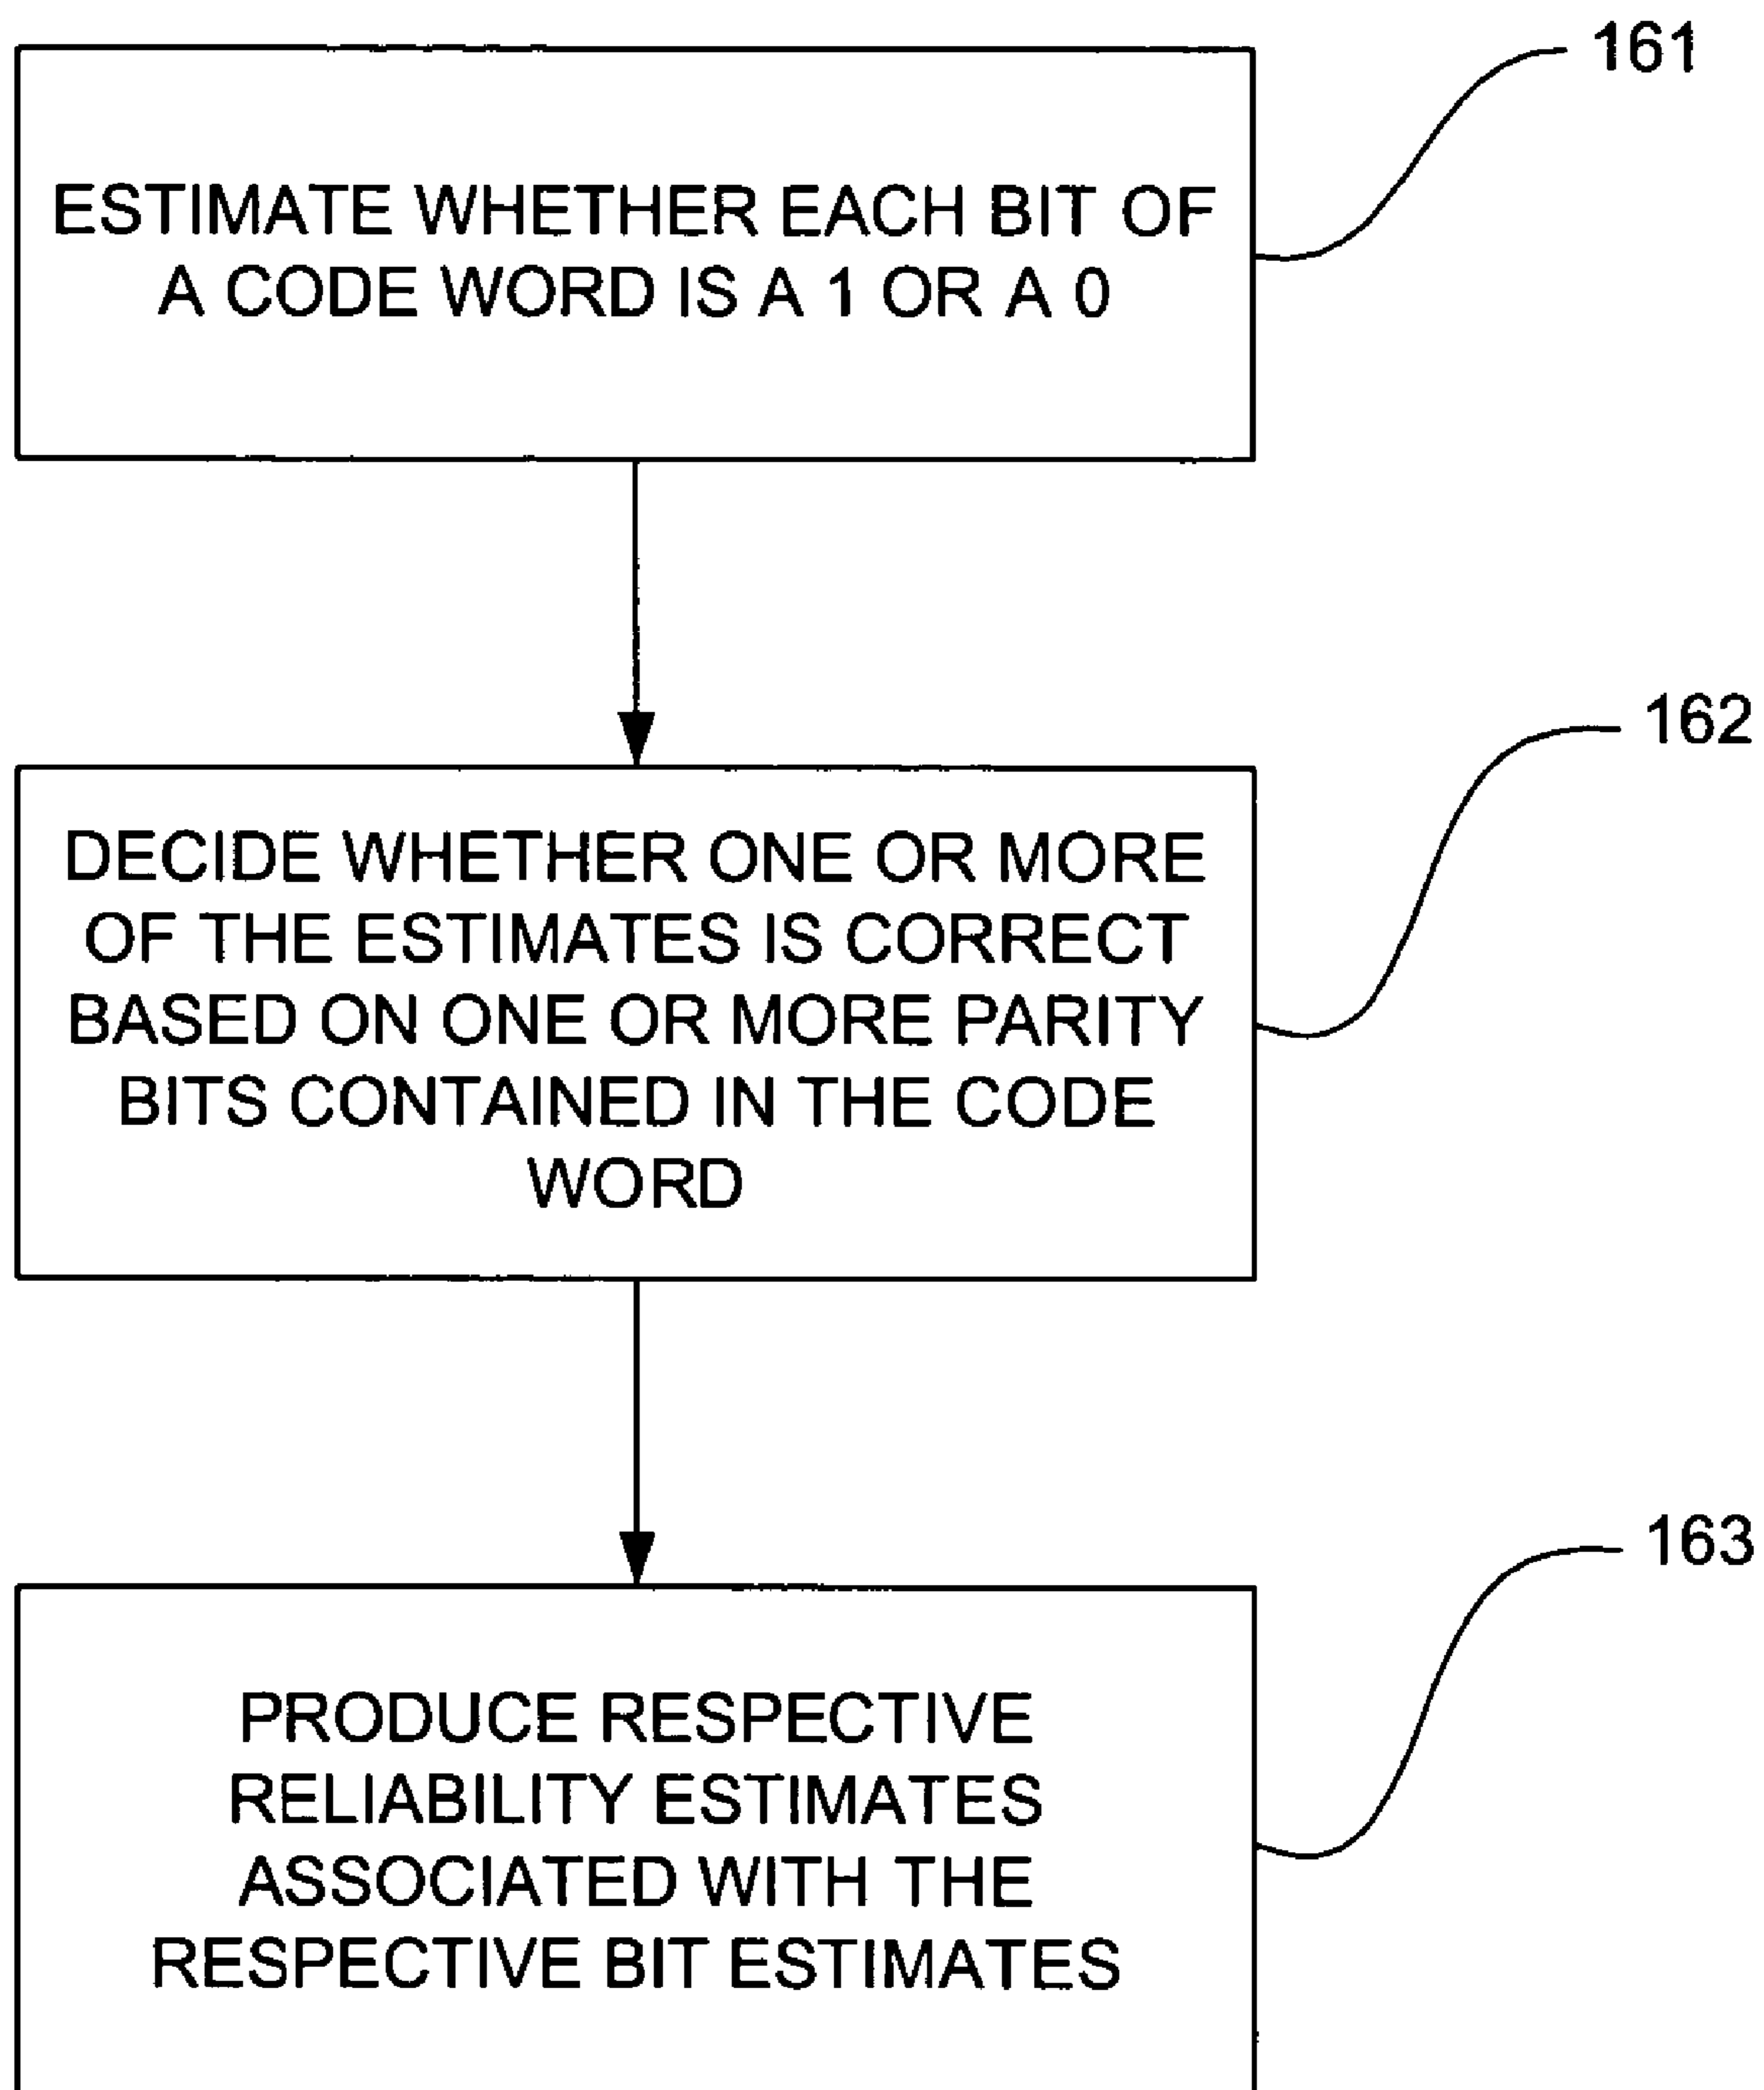 161
ESTIMATE WHETHER EACH BIT OF
A CODE WORD IS A 1 OR A 0
162
DECIDE WHETHER ONE OR MORE
OF THE ESTIMATES IS CORRECT
BASED ON ONE OR MORE PARITY
BITS CONTAINED IN THE CODE
WORD
163
PRODUCE RESPECTIVE
RELIABILITY ESTIMATES
ASSOCIATED WITH THE
RESPECTIVE BIT ESTIMATES